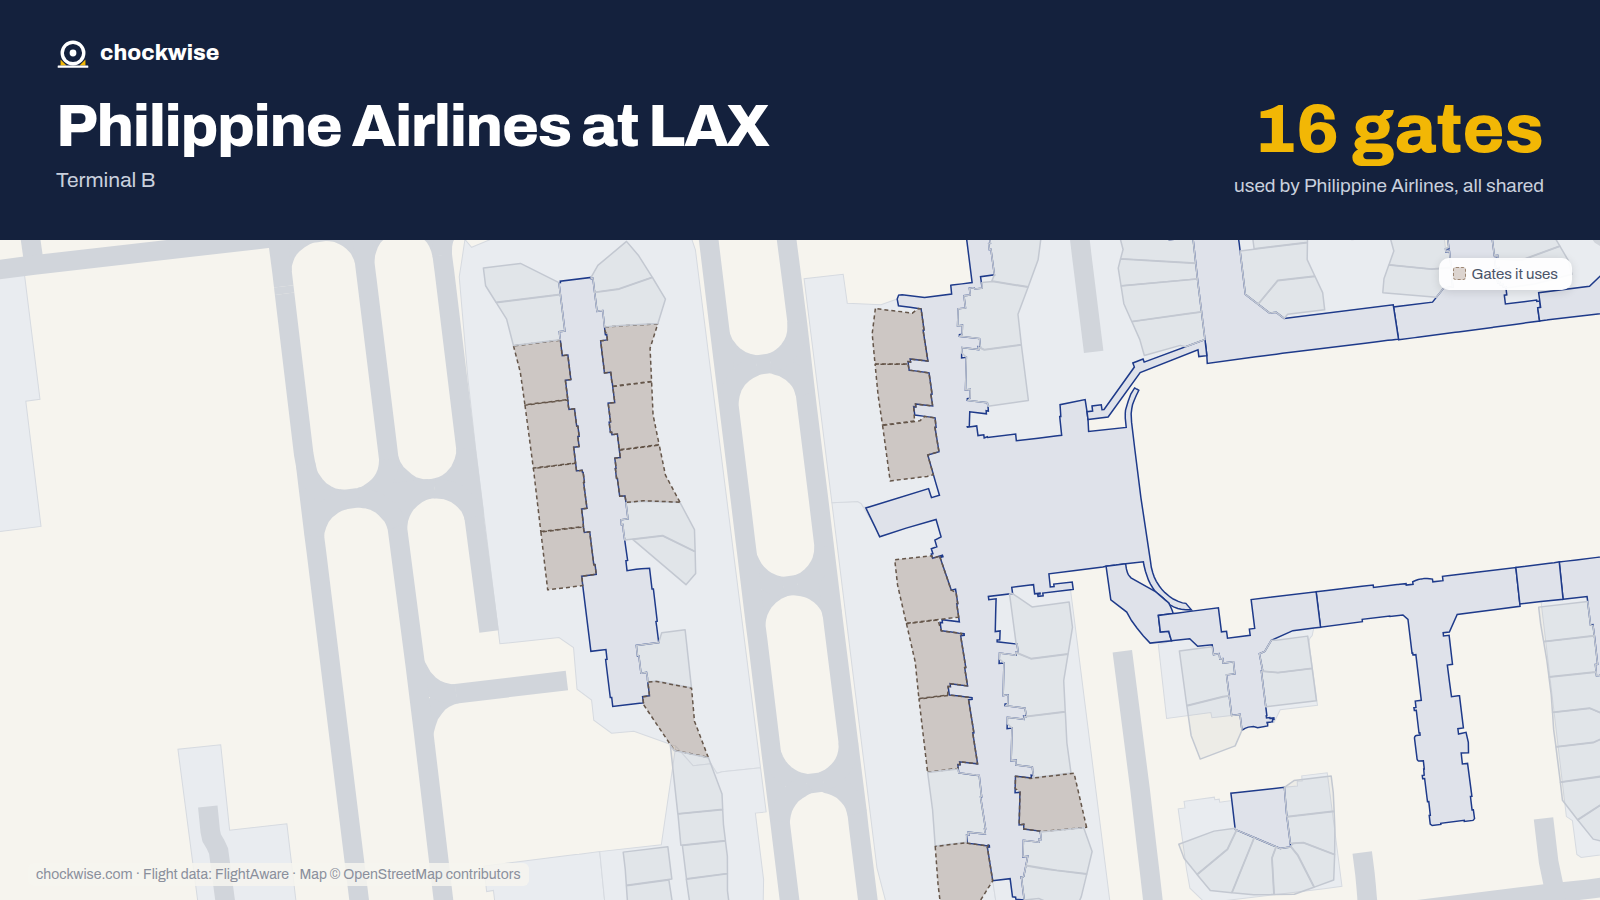 chockwise
Philippine Airlines at LAX
Terminal B
16 gates
used by Philippine Airlines, all shared
Gates it uses
chockwise.com · Flight data: FlightAware · Map © OpenStreetMap contributors